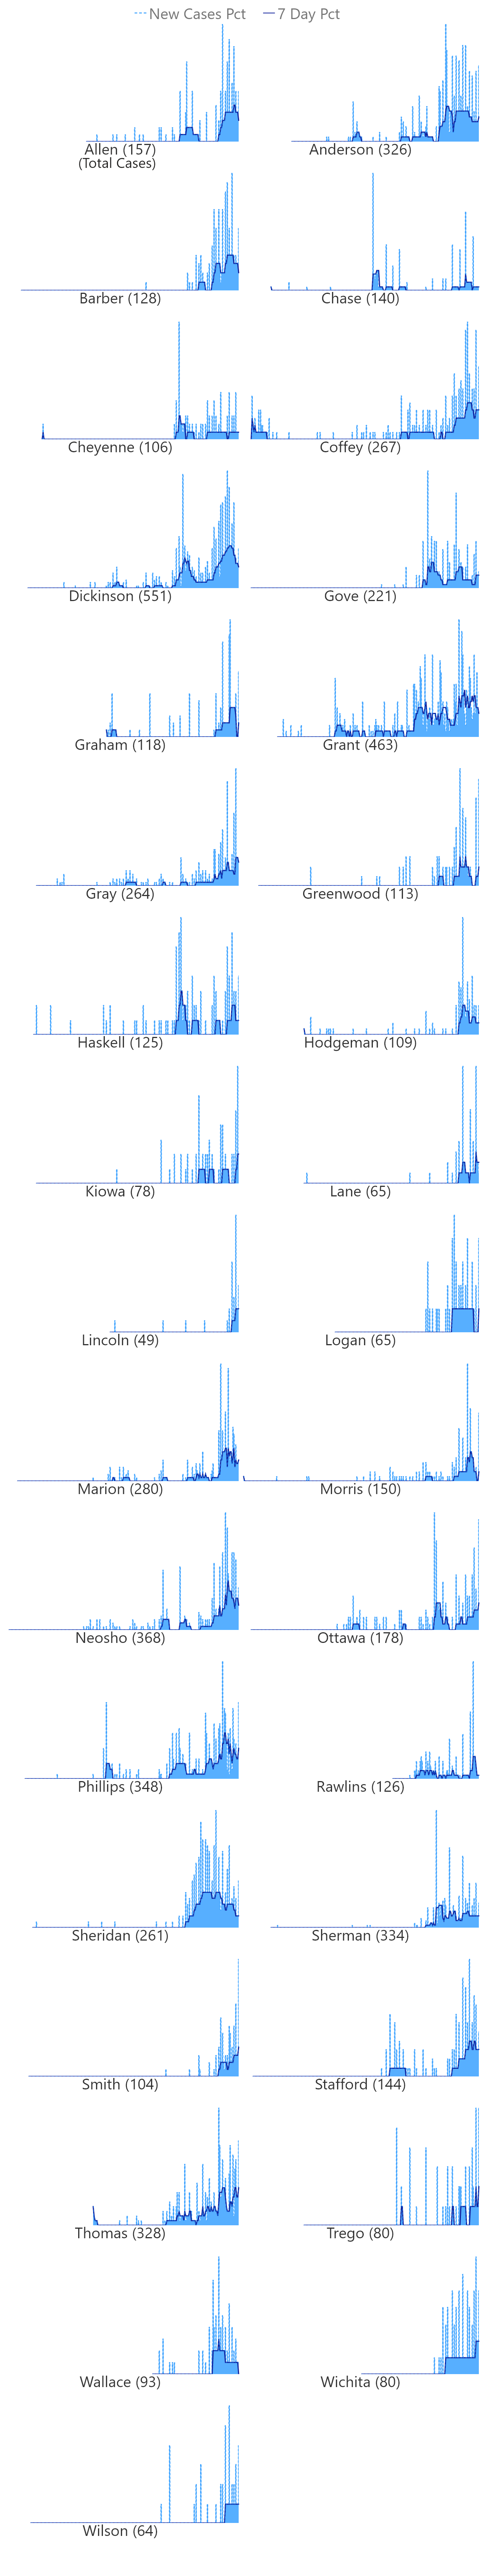 New Cases Pct 7 Day Pct
Allen (157) Anderson (326)
(Total Cases)
Barber (128) Chase (140)
Cheyenne (106) Coffey (267)
Dickinson (551) Gove (221)
Graham (118) Grant (463)
Gray (264) Greenwood (113)
Haskell (125) Hodgeman (109)
Kiowa (78) Lane (65)
Lincoln (49) Logan (65)
Marion (280) Morris (150)
Neosho (368) Ottawa (178)
Phillips (348) Rawlins (126)
Sheridan (261) Sherman (334)
Smith (104) Stafford (144)
Thomas (328) Trego (80)
Wallace (93) Wichita (80)
Wilson (64)